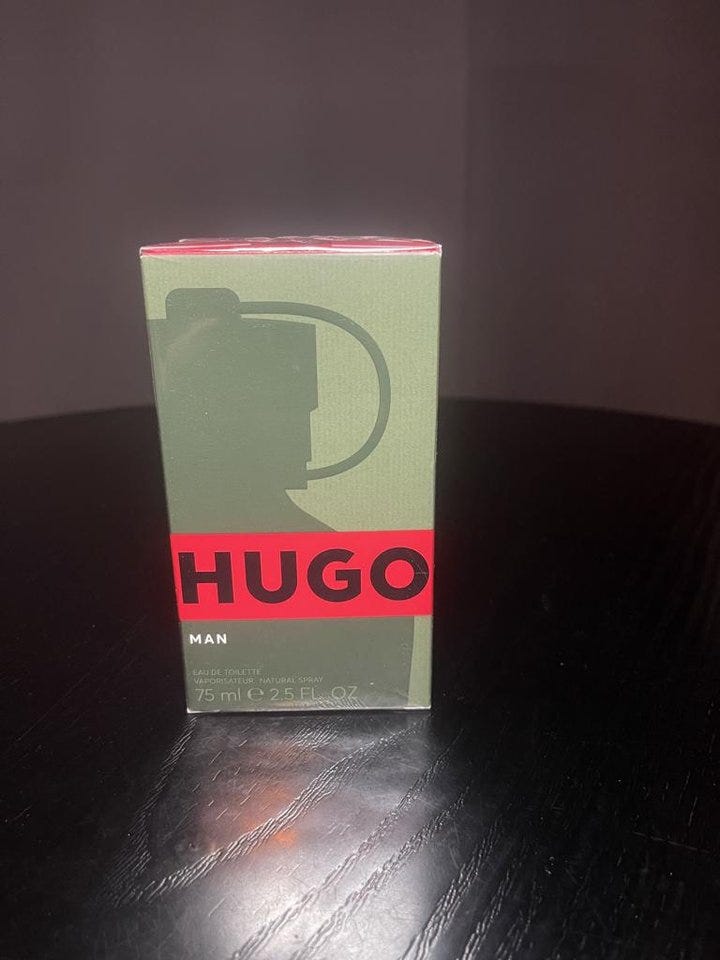 HUGO
MAN
EAU DE TOILETTE
VAPORISATEUR NATURAL SPRAY
75 ml ℮ 2.5 FL. OZ